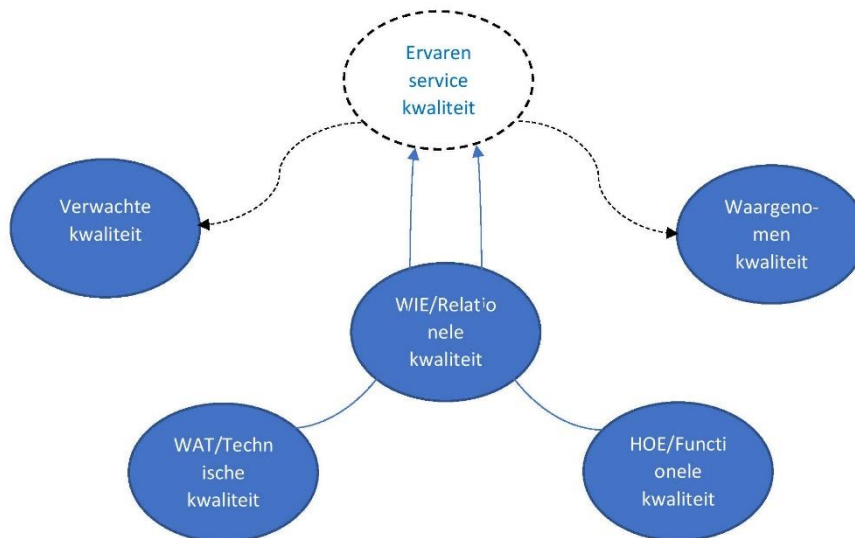 Ervaren
service
kwaliteit
Verwachte
kwaliteit
Waargeno-
men
kwaliteit
WIE/Relatio
nele
kwaliteit
WAT/Techn
ische
kwaliteit
HOE/Functi
onele
kwaliteit